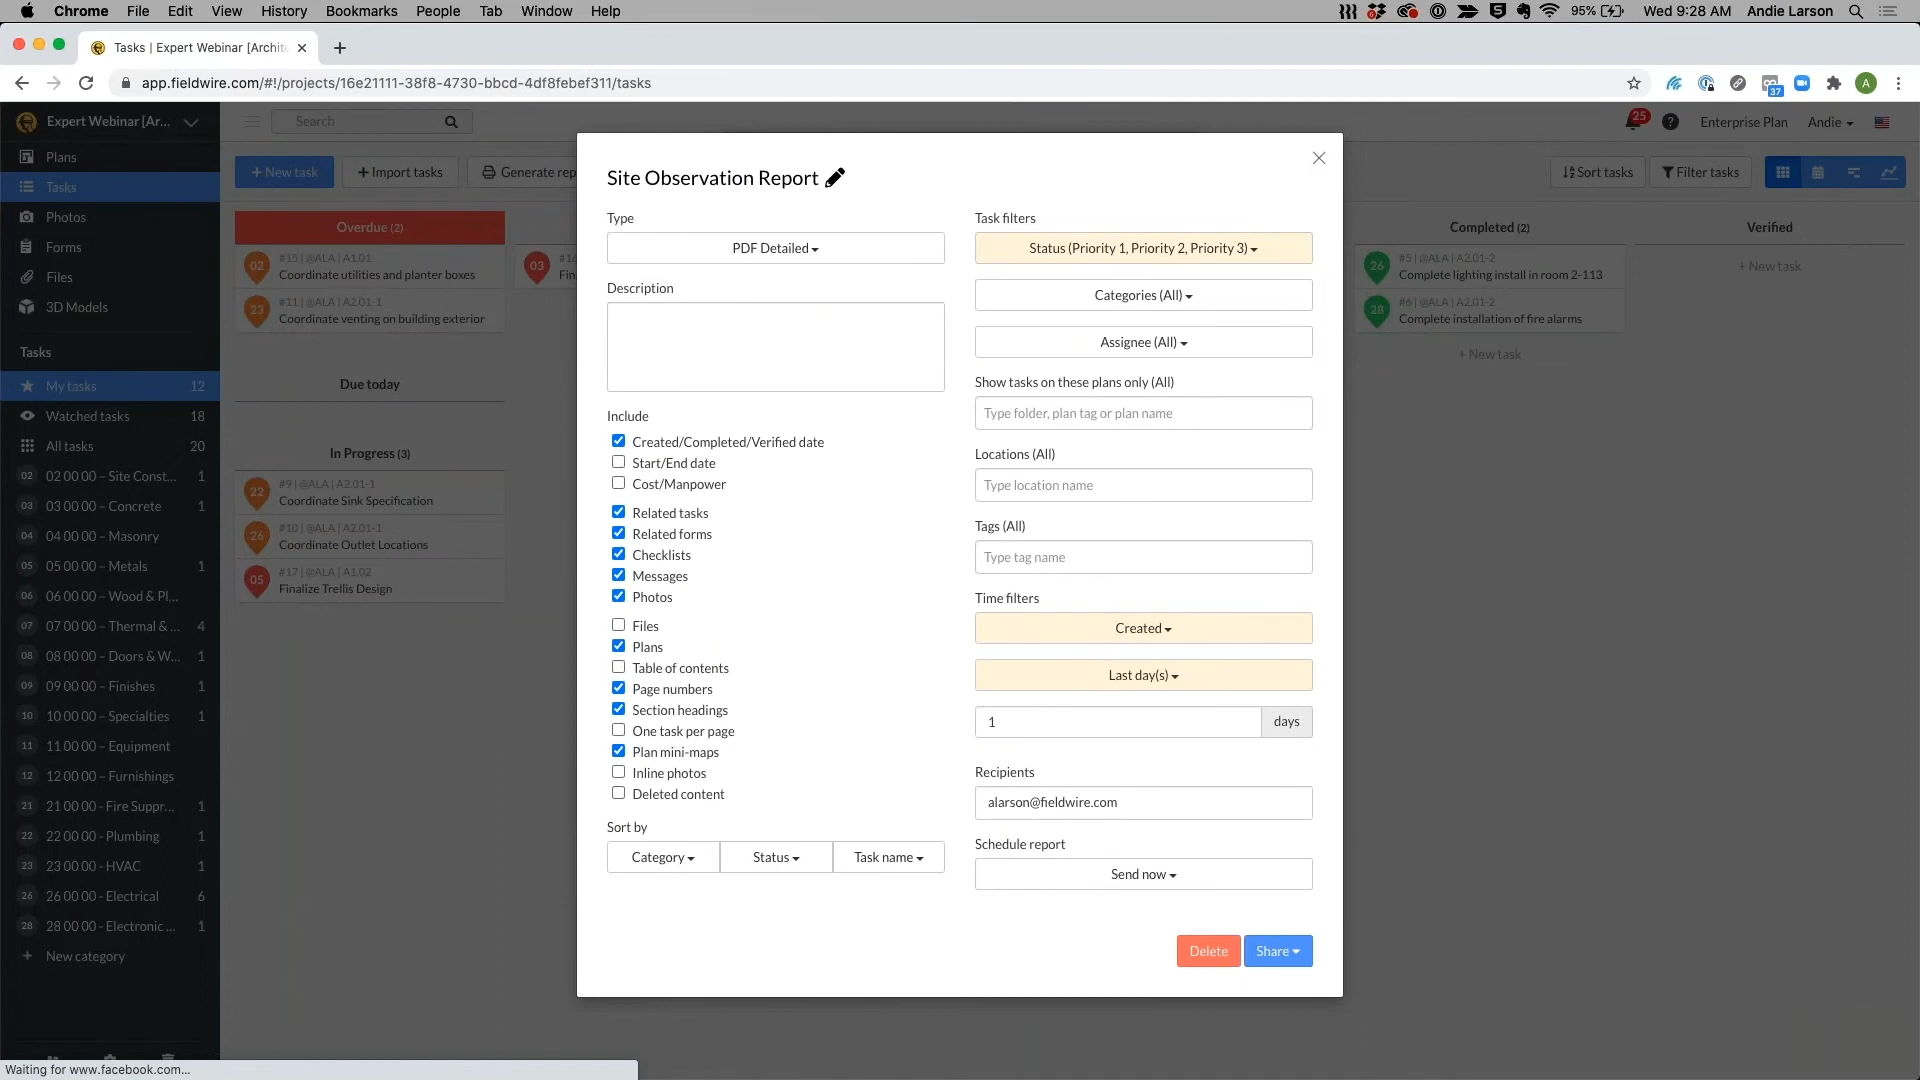 Chrome File Edit View History Bookmarks People Tab Window Help 95% Wed 9:28 AM Andie Larson
Tasks | Expert Webinar [Archite
app.fieldwire.com/#!/projects/16e21111-38f8-4730-bbcd-4df8febef311/tasks
37
A
Expert Webinar [Ar...
Search
25
Enterprise Plan
Andie
Plans
Tasks
Photos
Forms
Files
3D Models
Tasks
My tasks 12
Watched tasks 18
All tasks 20
02 02 00 00 – Site Const... 1
03 03 00 00 – Concrete 1
04 04 00 00 – Masonry
05 05 00 00 – Metals 1
06 06 00 00 – Wood & Pl...
07 07 00 00 – Thermal & ... 4
08 08 00 00 – Doors & W... 1
09 09 00 00 – Finishes 1
10 10 00 00 – Specialties 1
11 11 00 00 – Equipment
12 12 00 00 – Furnishings
21 21 00 00 - Fire Suppr... 1
22 22 00 00 - Plumbing 1
23 23 00 00 - HVAC 1
26 26 00 00 - Electrical 6
28 28 00 00 - Electronic ... 1
+ New category
Waiting for www.facebook.com...
+ New task
+ Import tasks
Generate rep
Sort tasks
Filter tasks
Overdue (2)
02 #15 | @ALA | A1.01
Coordinate utilities and planter boxes
23 #11 | @ALA | A2.01-1
Coordinate venting on building exterior
Due today
In Progress (3)
22 #9 | @ALA | A2.01-1
Coordinate Sink Specification
26 #10 | @ALA | A2.01-1
Coordinate Outlet Locations
05 #17 | @ALA | A1.02
Finalize Trellis Design
03 #16
Fin
Site Observation Report
Type
PDF Detailed
Description
Include
Created/Completed/Verified date
Start/End date
Cost/Manpower
Related tasks
Related forms
Checklists
Messages
Photos
Files
Plans
Table of contents
Page numbers
Section headings
One task per page
Plan mini-maps
Inline photos
Deleted content
Sort by
Category Status Task name
Task filters
Status (Priority 1, Priority 2, Priority 3)
Categories (All)
Assignee (All)
Show tasks on these plans only (All)
Type folder, plan tag or plan name
Locations (All)
Type location name
Tags (All)
Type tag name
Time filters
Created
Last day(s)
1 days
Recipients
alarson@fieldwire.com
Schedule report
Send now
Delete Share
Completed (2)
26 #5 | @ALA | A2.01-2
Complete lighting install in room 2-113
28 #6 | @ALA | A2.01-2
Complete installation of fire alarms
+ New task
Verified
+ New task